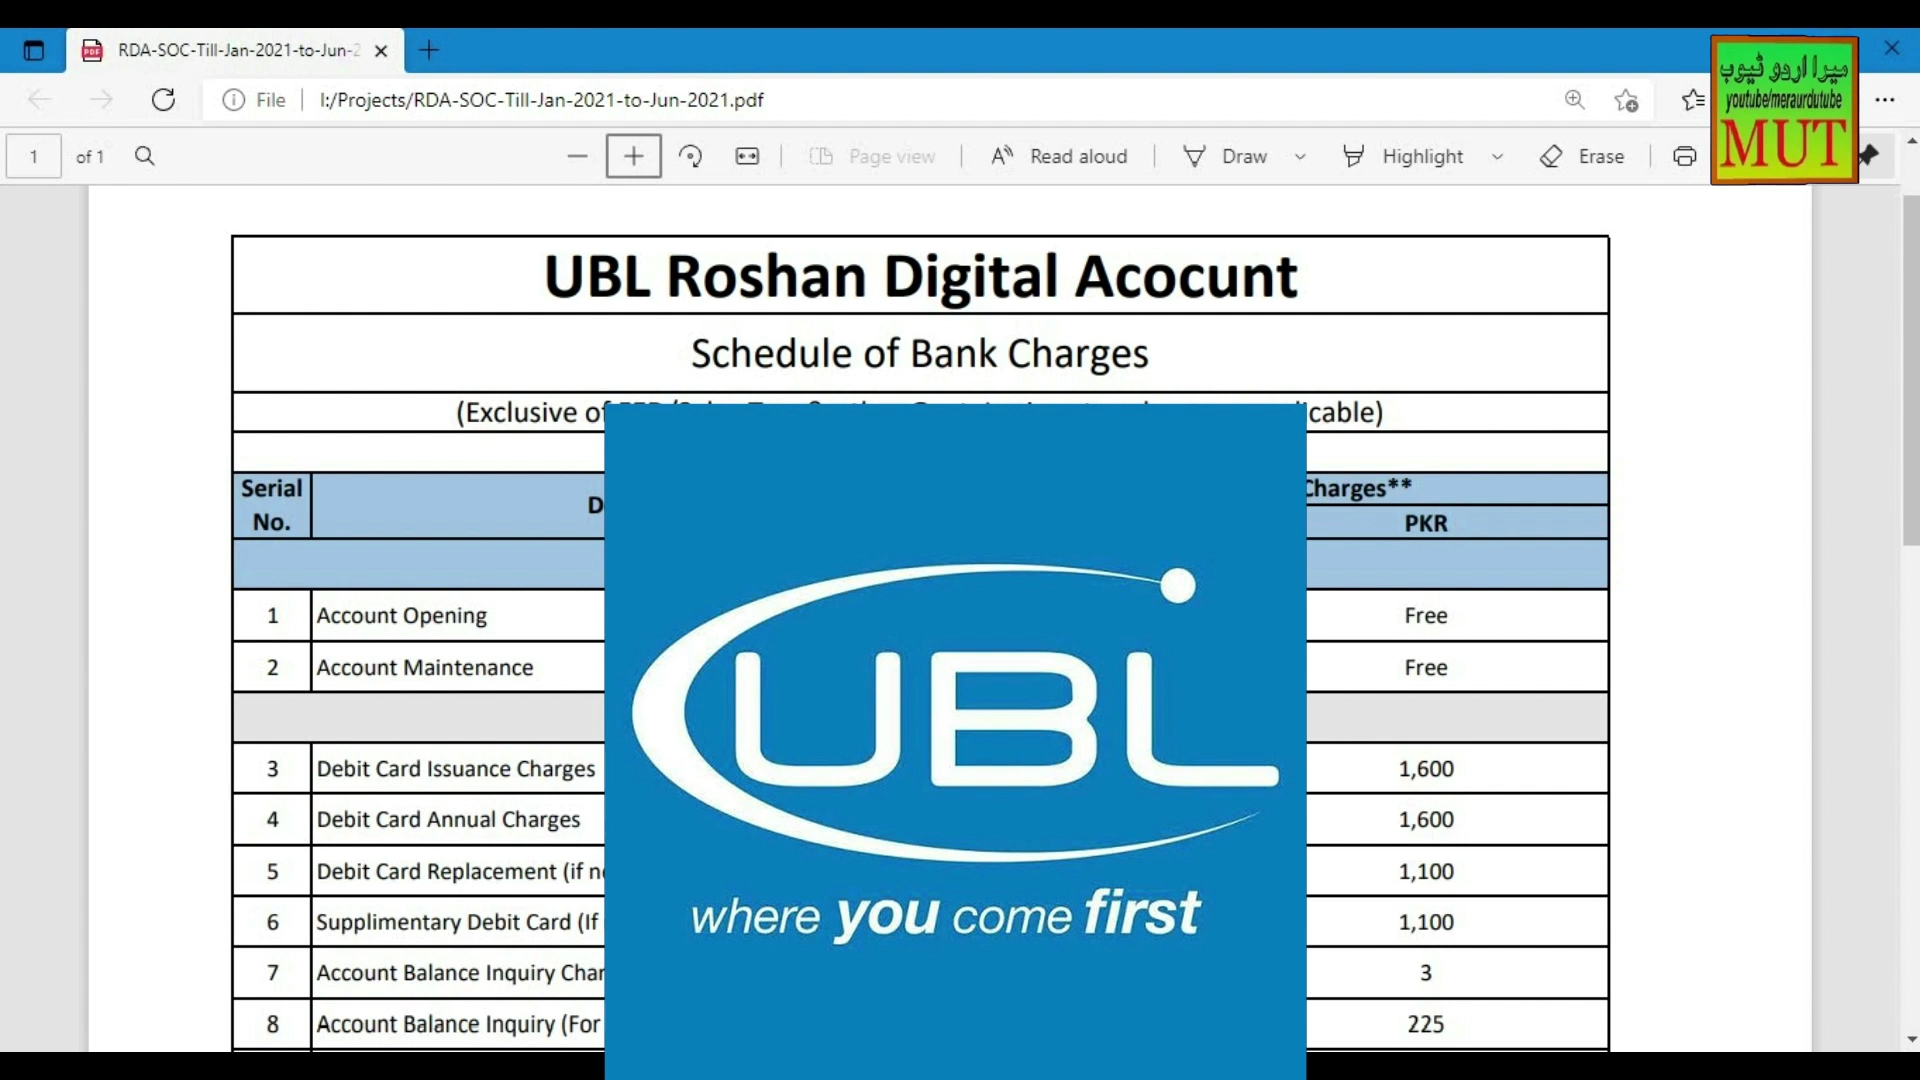 RDA-SOC-Till-Jan-2021-to-Jun-2
File
I:/Projects/RDA-SOC-Till-Jan-2021-to-Jun-2021.pdf
میرا اردو ٹیوب
youtube/meraurdutube
MUT
1 of 1
Page view
Read aloud
Draw
Highlight
Erase
UBL Roshan Digital Acocunt
Schedule of Bank Charges
(Exclusive of
icable)
Serial No.
Charges**
PKR
1 Account Opening Free
2 Account Maintenance Free
3 Debit Card Issuance Charges 1,600
4 Debit Card Annual Charges 1,600
5 Debit Card Replacement (if 1,100
6 Supplimentary Debit Card (If 1,100
7 Account Balance Inquiry Char 3
8 Account Balance Inquiry (For 225
UBL
where you come first